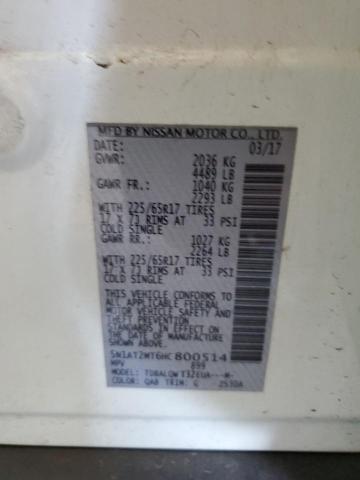 MFD BY NISSAN MOTOR CO., LTD.
DATE: 03/17
GVWR: 2036 KG
4489 LB
GAWR FR.: 1040 KG
2293 LB
WITH 225/65R17 TIRES
17 X 7J RIMS AT 33 PSI
COLD SINGLE
GAWR RR.: 1027 KG
2264 LB
WITH 225/65R17 TIRES
17 X 7J RIMS AT 33 PSI
COLD SINGLE
THIS VEHICLE CONFORMS TO
ALL APPLICABLE FEDERAL
MOTOR VEHICLE SAFETY AND
THEFT PREVENTION
STANDARDS IN EFFECT ON
THE DATE OF MANUFACTURE
SHOWN ABOVE.
5N1AT2MT6HC800514
MPV 899
MODEL: T32EUA---M-
COLOR: QAB TRIM: G